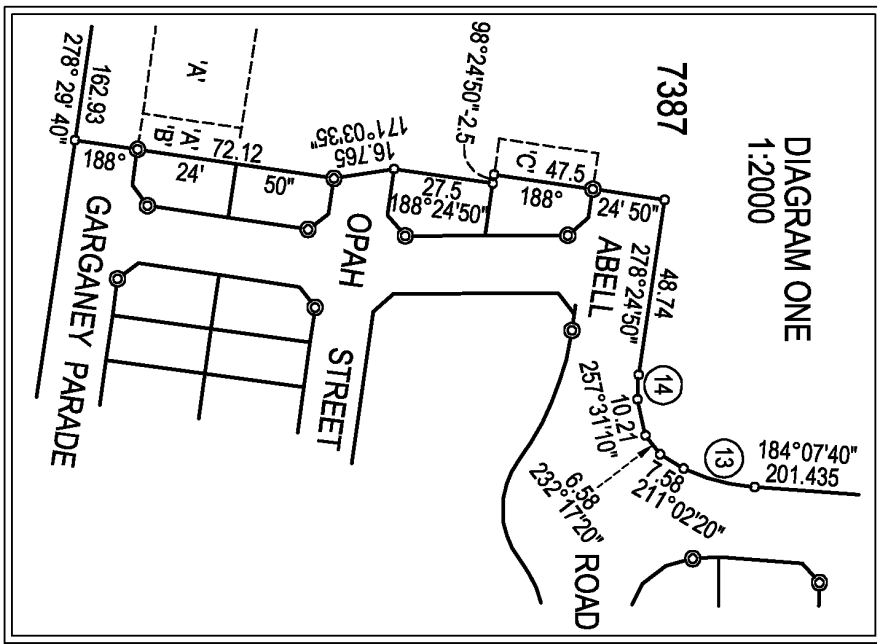 DIAGRAM ONE
1:2000
7387
184°07'40"
201.435
13
7.58
211°02'20"
6.58
232°17'20"
10.21
257°31'10"
14
48.74
278°24'50"
24' 50"
47.5
188°
'C'
98°24'50"-2.5
27.5
188°24'50"
16.765
171°03'35"
72.12
50"
24'
188°
'A'
'A'
'B'
162.93
278° 29' 40"
ABELL
ROAD
OPAH
STREET
GARGANEY PARADE